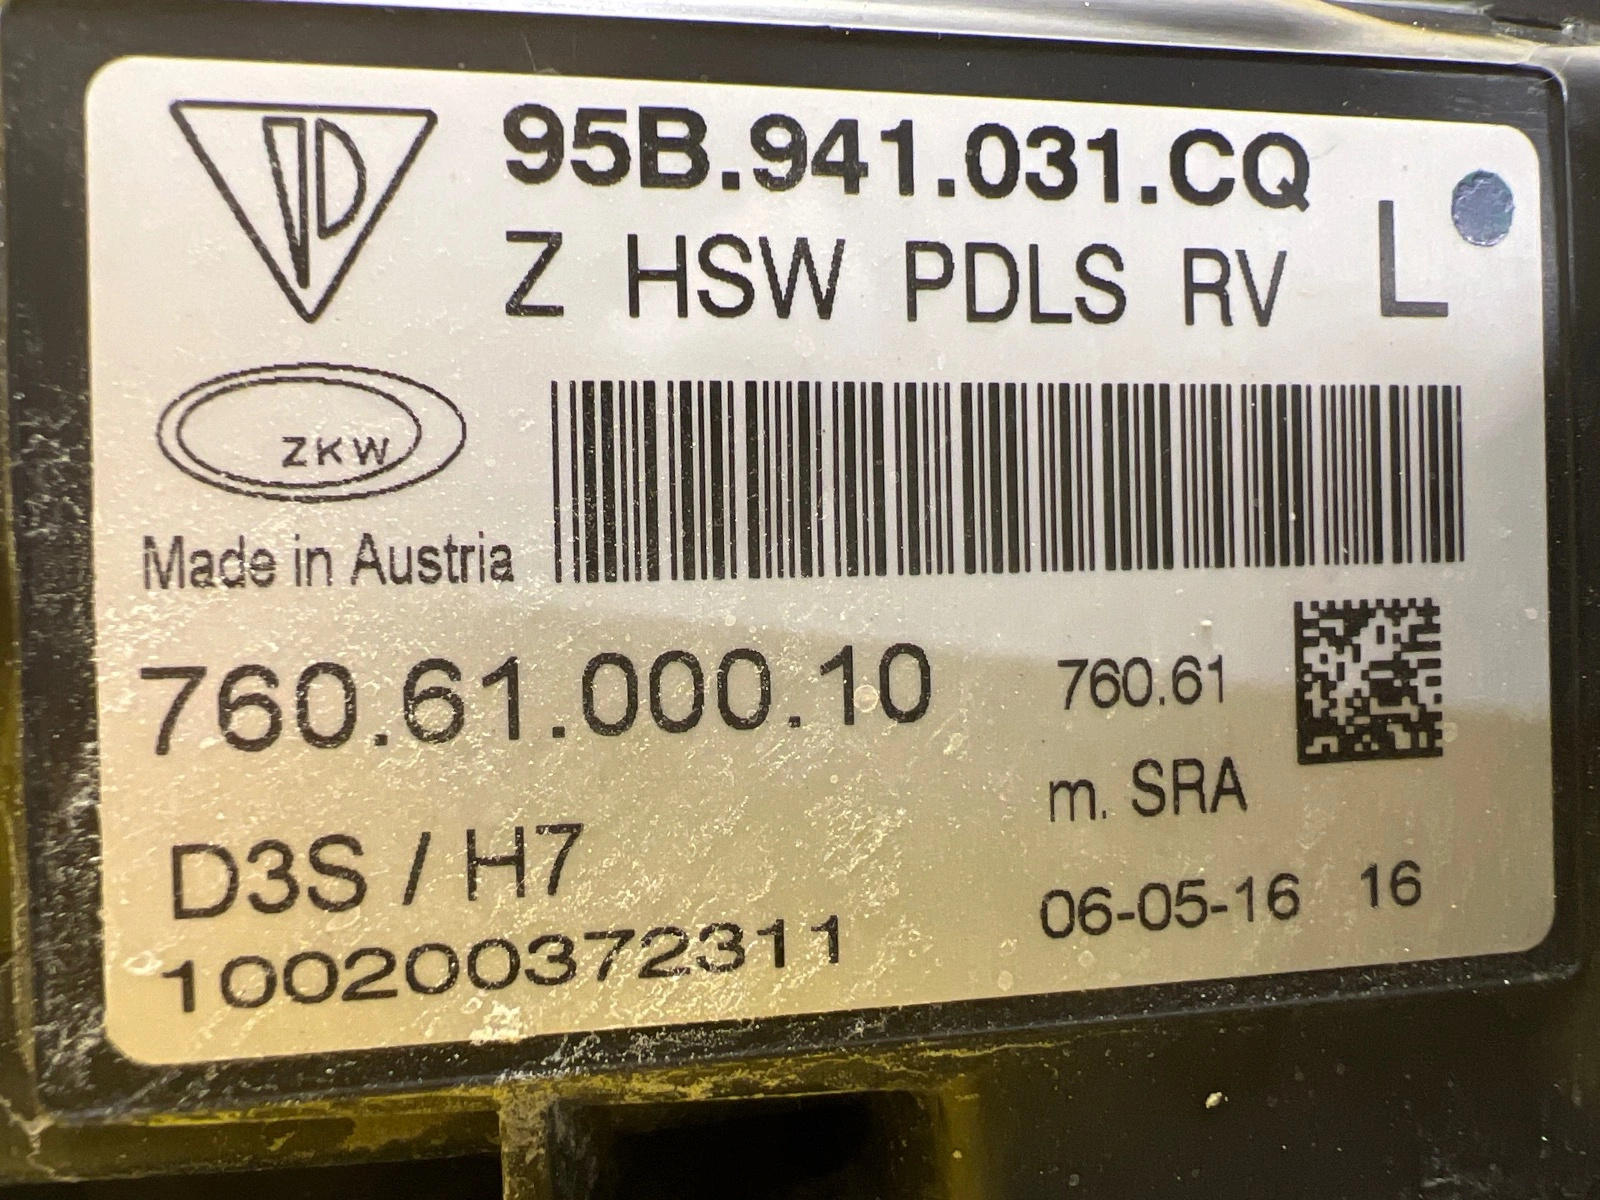 95B.941.031.CQ
Z HSW PDLS RV L
ZKW
Made in Austria
760.61.000.10
760.61
m. SRA
D3S / H7
06-05-16 16
100200372311